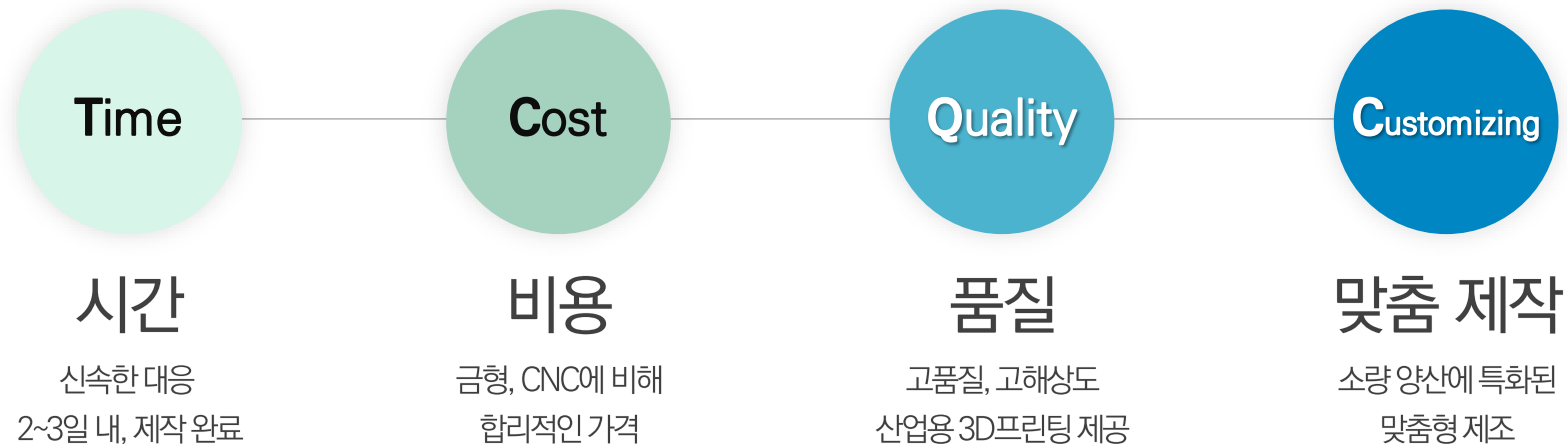 Time
Cost
Quality
Customizing
시간
비용
품질
맞춤 제작
신속한 대응
2~3일 내, 제작 완료
금형, CNC에 비해
합리적인 가격
고품질, 고해상도
산업용 3D프린팅 제공
소량 양산에 특화된
맞춤형 제조